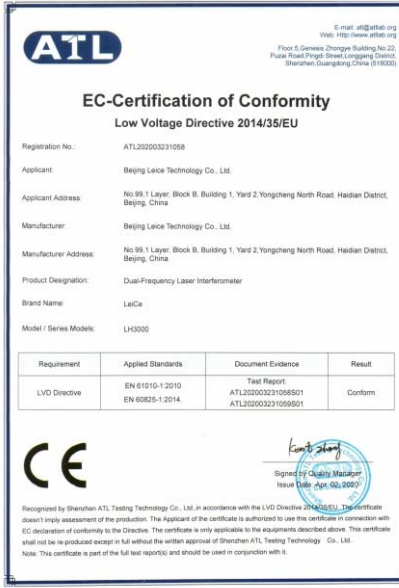 ATL
E-mail: atl@atllab.org
Web: Http://www.atllab.org
Floor 5,Genesis Zhongye Building,No.22,
Fuzai Road,Pingdi Street,Longgang District,
Shenzhen,Guangdong,China (518000)
EC-Certification of Conformity
Low Voltage Directive 2014/35/EU
Registration No.: ATL202003231058
Applicant: Beijing Leice Technology Co., Ltd.
Applicant Address: No.99.1 Layer, Block B, Building 1, Yard 2,Yongcheng North Road, Haidian District,
Beijing, China
Manufacturer: Beijing Leice Technology Co., Ltd.
Manufacturer Address: No.99.1 Layer, Block B, Building 1, Yard 2,Yongcheng North Road, Haidian District,
Beijing, China
Product Designation: Dual-Frequency Laser Interferometer
Brand Name: LeiCe
Model / Series Models: LH3000
Requirement Applied Standards Document Evidence Result
LVD Directive EN 61010-1:2010 EN 60825-1:2014. Test Report: ATL202003231058S01 ATL202003231059S01 Conform
CE
Signed by Quality Manager
Issue Date: Apr. 02, 2020
Recognized by Shenzhen ATL Testing Technology Co., Ltd.,in accordance with the LVD Directive 2014/35/EU. The certificate
doesn't imply assessment of the production. The Applicant of the certificate is authorized to use this certificate in connection with
EC declaration of conformity to the Directive. The certificate is only applicable to the equipments described above. This certificate
shall not be re-produced except in full without the written approval of Shenzhen ATL Testing Technology Co., Ltd.
Note: This certificate is part of the full test report(s) and should be used in conjunction with it.